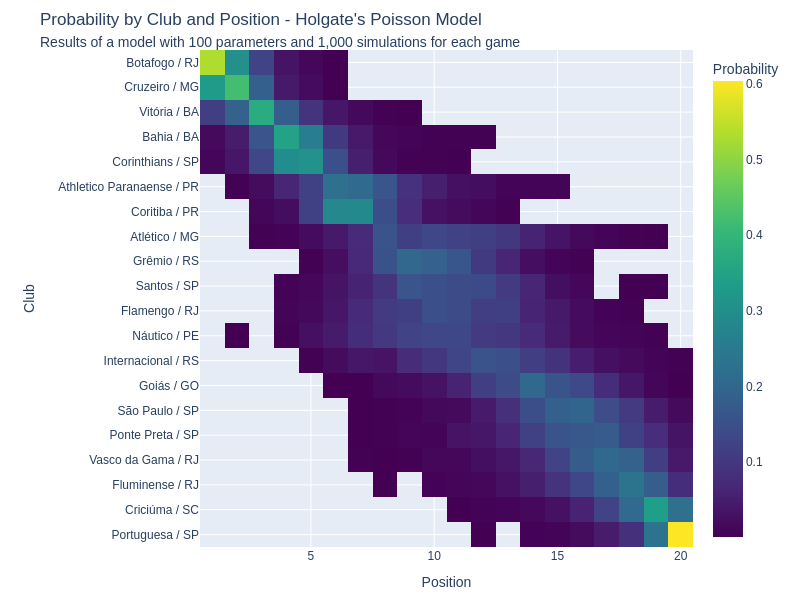 Probability by Club and Position - Holgate's Poisson Model
Results of a model with 100 parameters and 1,000 simulations for each game
Probability
Botafogo / RJ
Cruzeiro / MG
Vitória / BA
Bahia / BA
Corinthians / SP
Athletico Paranaense / PR
Coritiba / PR
Atlético / MG
Grêmio / RS
Santos / SP
Flamengo / RJ
Náutico / PE
Internacional / RS
Goiás / GO
São Paulo / SP
Ponte Preta / SP
Vasco da Gama / RJ
Fluminense / RJ
Criciúma / SC
Portuguesa / SP
Club
5
10
15
20
Position
0.6
0.5
0.4
0.3
0.2
0.1